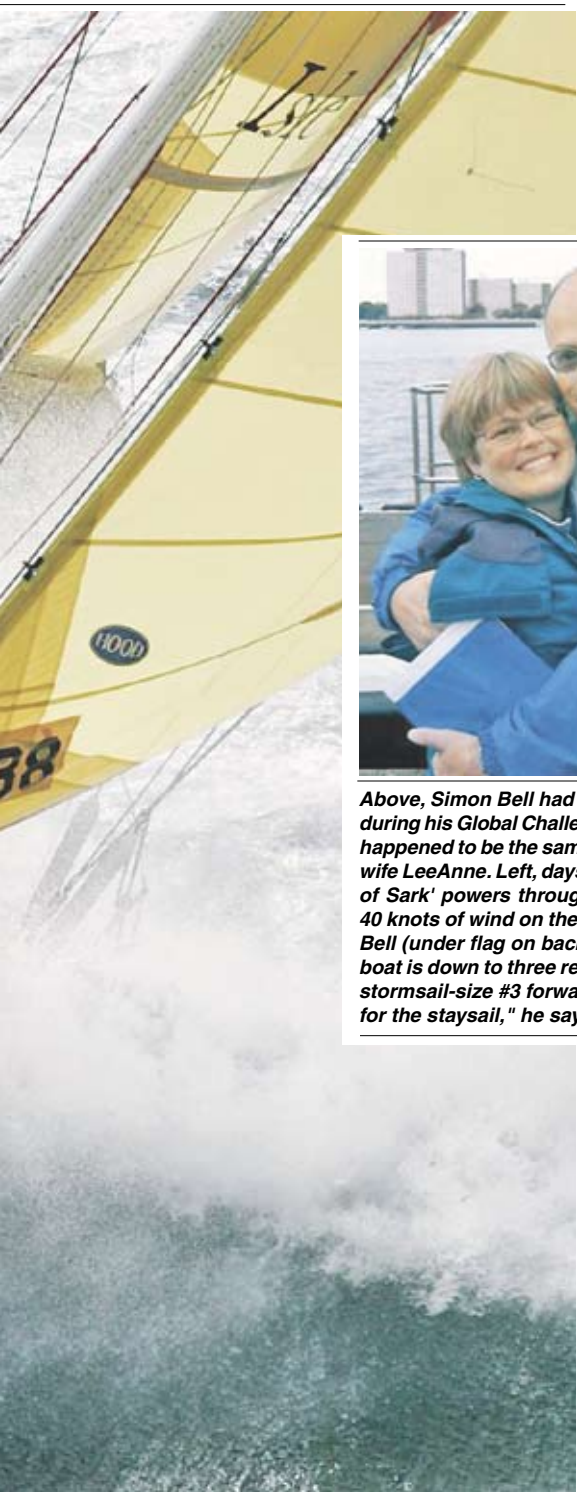 HOOD
38
Above, Simon Bell had
during his Global Challe
happened to be the sam
wife LeeAnne. Left, days
of Sark' powers throug
40 knots of wind on the
Bell (under flag on bac
boat is down to three re
stormsail-size #3 forwa
for the staysail," he say